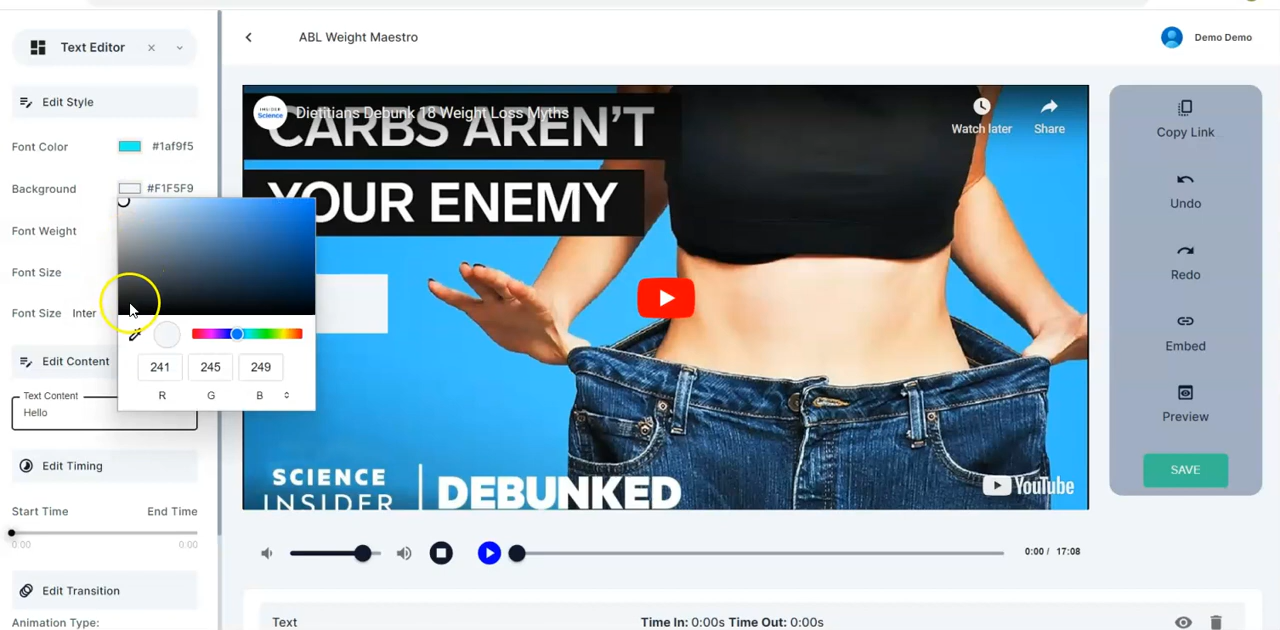 Text Editor
ABL Weight Maestro
Demo Demo
Edit Style
Font Color
#1af9f5
Background
#F1F5F9
Font Weight
Font Size
Font Size Inter
Edit Content
241 245 249
R G B
Text Content
Hello
Edit Timing
Start Time End Time
0:00 0:00
Edit Transition
Animation Type:
INSIDER
Science
Dietitians Debunk 18 Weight Loss Myths
CARBS AREN'T
YOUR ENEMY
Watch later
Share
SCIENCE
INSIDER
DEBUNKED
YouTube
0:00 / 17:08
Text
Time In: 0:00s Time Out: 0:00s
Copy Link
Undo
Redo
Embed
Preview
SAVE